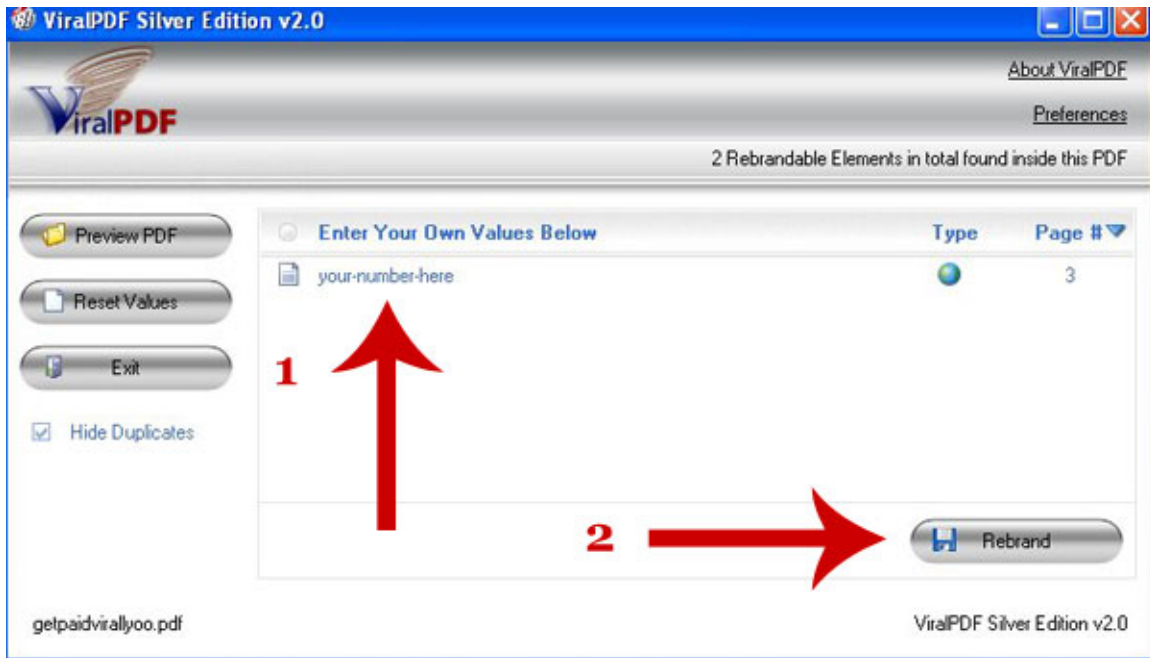 ViralPDF Silver Edition v2.0
ViralPDF
About ViralPDF
Preferences
2 Rebrandable Elements in total found inside this PDF
Preview PDF
Reset Values
Exit
Hide Duplicates
Enter Your Own Values Below Type Page #
your-number-here 3
1
2
Rebrand
getpaidvirallyoo.pdf ViralPDF Silver Edition v2.0